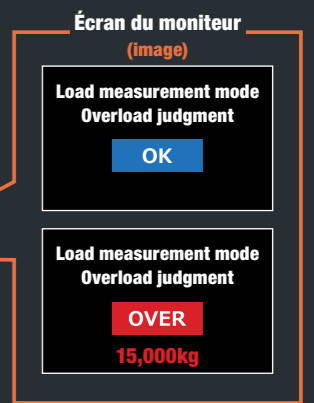 Écran du moniteur
(image)
Load measurement mode
Overload judgment
OK
Load measurement mode
Overload judgment
OVER
15,000kg